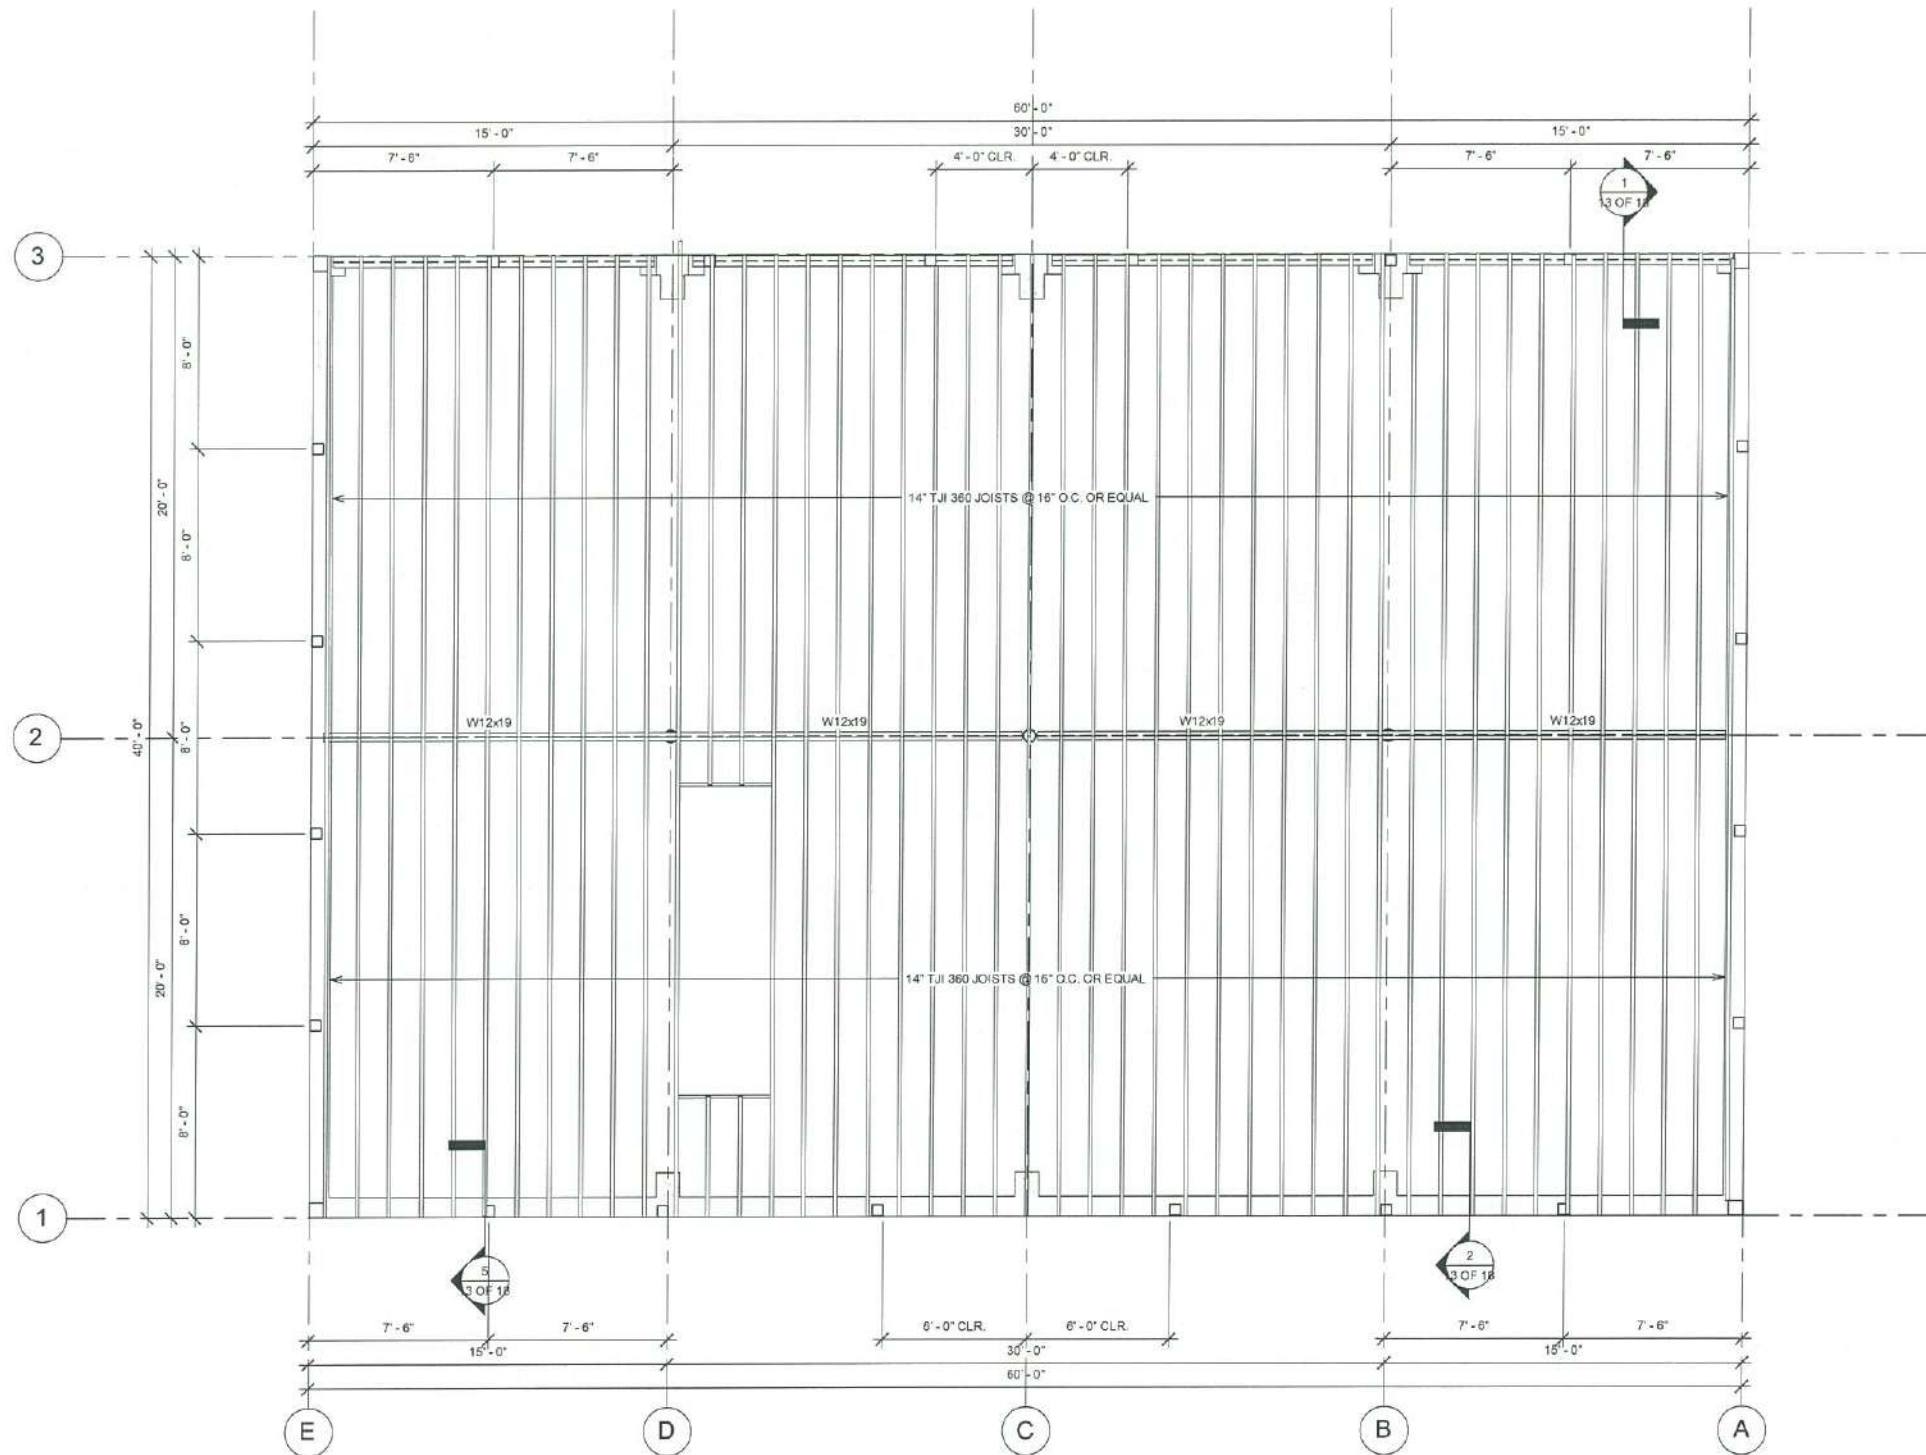 60' - 0"
15' - 0"
30' - 0"
15' - 0"
7' - 6"
7' - 6"
4' - 0" CLR.
4' - 0" CLR.
7' - 6"
7' - 6"
1
13 OF 18
3
8' - 0"
20' - 0"
14" TJI 360 JOISTS @ 16" O.C. OR EQUAL
8' - 0"
W12x19
W12x19
W12x19
W12x19
2
40' - 0"
8' - 0"
8' - 0"
20' - 0"
14" TJI 360 JOISTS @ 16" O.C. OR EQUAL
8' - 0"
1
5
13 OF 18
2
13 OF 18
7' - 6"
7' - 6"
6' - 0" CLR.
6' - 0" CLR.
7' - 6"
7' - 6"
15' - 0"
30' - 0"
15' - 0"
60' - 0"
E
D
C
B
A